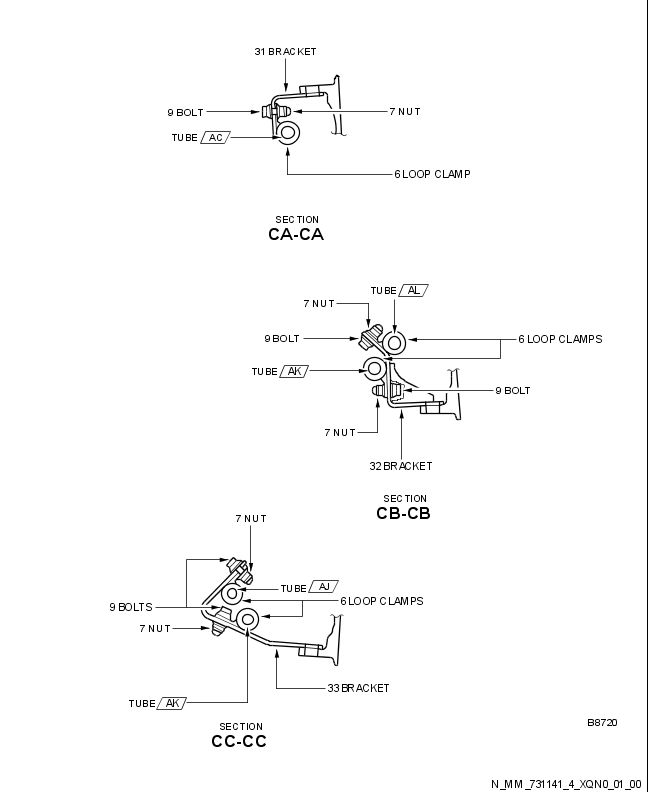 31 BRACKET
9 BOLT
7 NUT
TUBE AC
6 LOOP CLAMP
SECTION
CA-CA
TUBE AL
7 NUT
9 BOLT
6 LOOP CLAMPS
TUBE AK
9 BOLT
7 NUT
32 BRACKET
SECTION
CB-CB
7 NUT
TUBE AJ
9 BOLTS
6 LOOP CLAMPS
7 NUT
33 BRACKET
TUBE AK
SECTION
CC-CC
B8720
N_MM_731141_4_XQN0_01_00